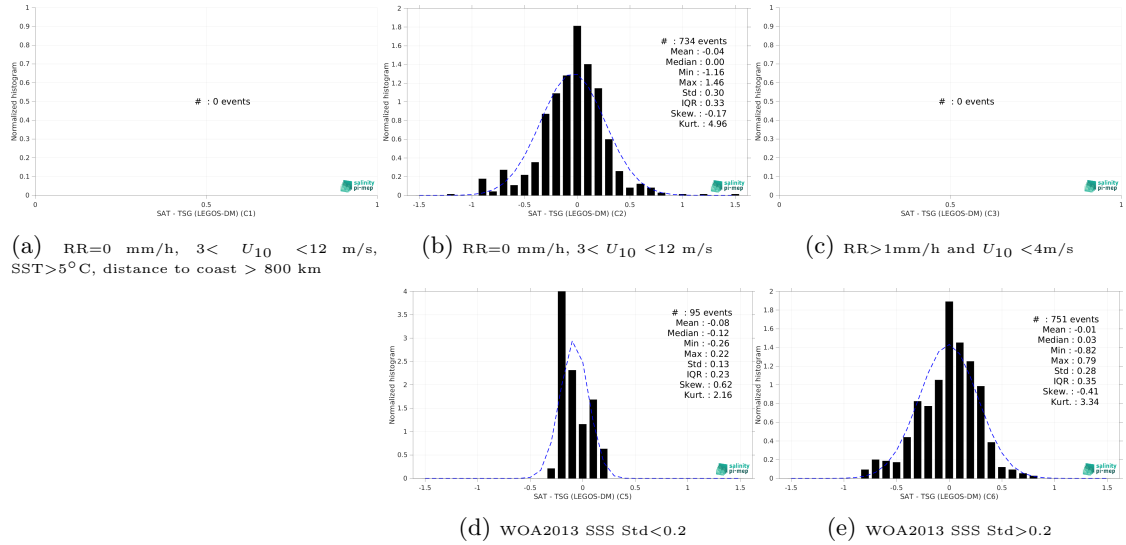 1
0.9
0.8
0.7
0.6
0.5
0.4
0.3
0.2
0.1
0
Normalized histogram
# : 0 events
0 0.5 1
SAT - TSG (LEGOS-DM) (C1)
salinity
pi-mep
(a) RR=0 mm/h, 3< U10 <12 m/s,
SST>5°C, distance to coast > 800 km
2
1.8
1.6
1.4
1.2
1
0.8
0.6
0.4
0.2
0
Normalized histogram
# : 734 events
Mean : -0.04
Median : 0.00
Min : -1.16
Max : 1.46
Std : 0.30
IQR : 0.33
Skew. : -0.17
Kurt. : 4.96
-1.5 -1 -0.5 0 0.5 1 1.5
SAT - TSG (LEGOS-DM) (C2)
salinity
pi-mep
(b) RR=0 mm/h, 3< U10 <12 m/s
1
0.9
0.8
0.7
0.6
0.5
0.4
0.3
0.2
0.1
0
Normalized histogram
# : 0 events
0 0.5 1
SAT - TSG (LEGOS-DM) (C3)
salinity
pi-mep
(c) RR>1mm/h and U10 <4m/s
4
3.5
3
2.5
2
1.5
1
0.5
0
Normalized histogram
# : 95 events
Mean : -0.08
Median : -0.12
Min : -0.26
Max : 0.22
Std : 0.13
IQR : 0.23
Skew. : 0.62
Kurt. : 2.16
-1.5 -1 -0.5 0 0.5 1 1.5
SAT - TSG (LEGOS-DM) (C5)
salinity
pi-mep
(d) WOA2013 SSS Std<0.2
2
1.8
1.6
1.4
1.2
1
0.8
0.6
0.4
0.2
0
Normalized histogram
# : 751 events
Mean : -0.01
Median : 0.03
Min : -0.82
Max : 0.79
Std : 0.28
IQR : 0.35
Skew. : -0.41
Kurt. : 3.34
-1.5 -1 -0.5 0 0.5 1 1.5
SAT - TSG (LEGOS-DM) (C6)
salinity
pi-mep
(e) WOA2013 SSS Std>0.2